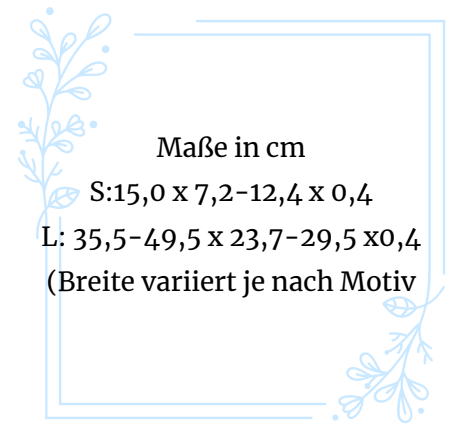 Maße in cm
S:15,0 x 7,2-12,4 x 0,4
L: 35,5-49,5 x 23,7-29,5 x0,4
(Breite variiert je nach Motiv